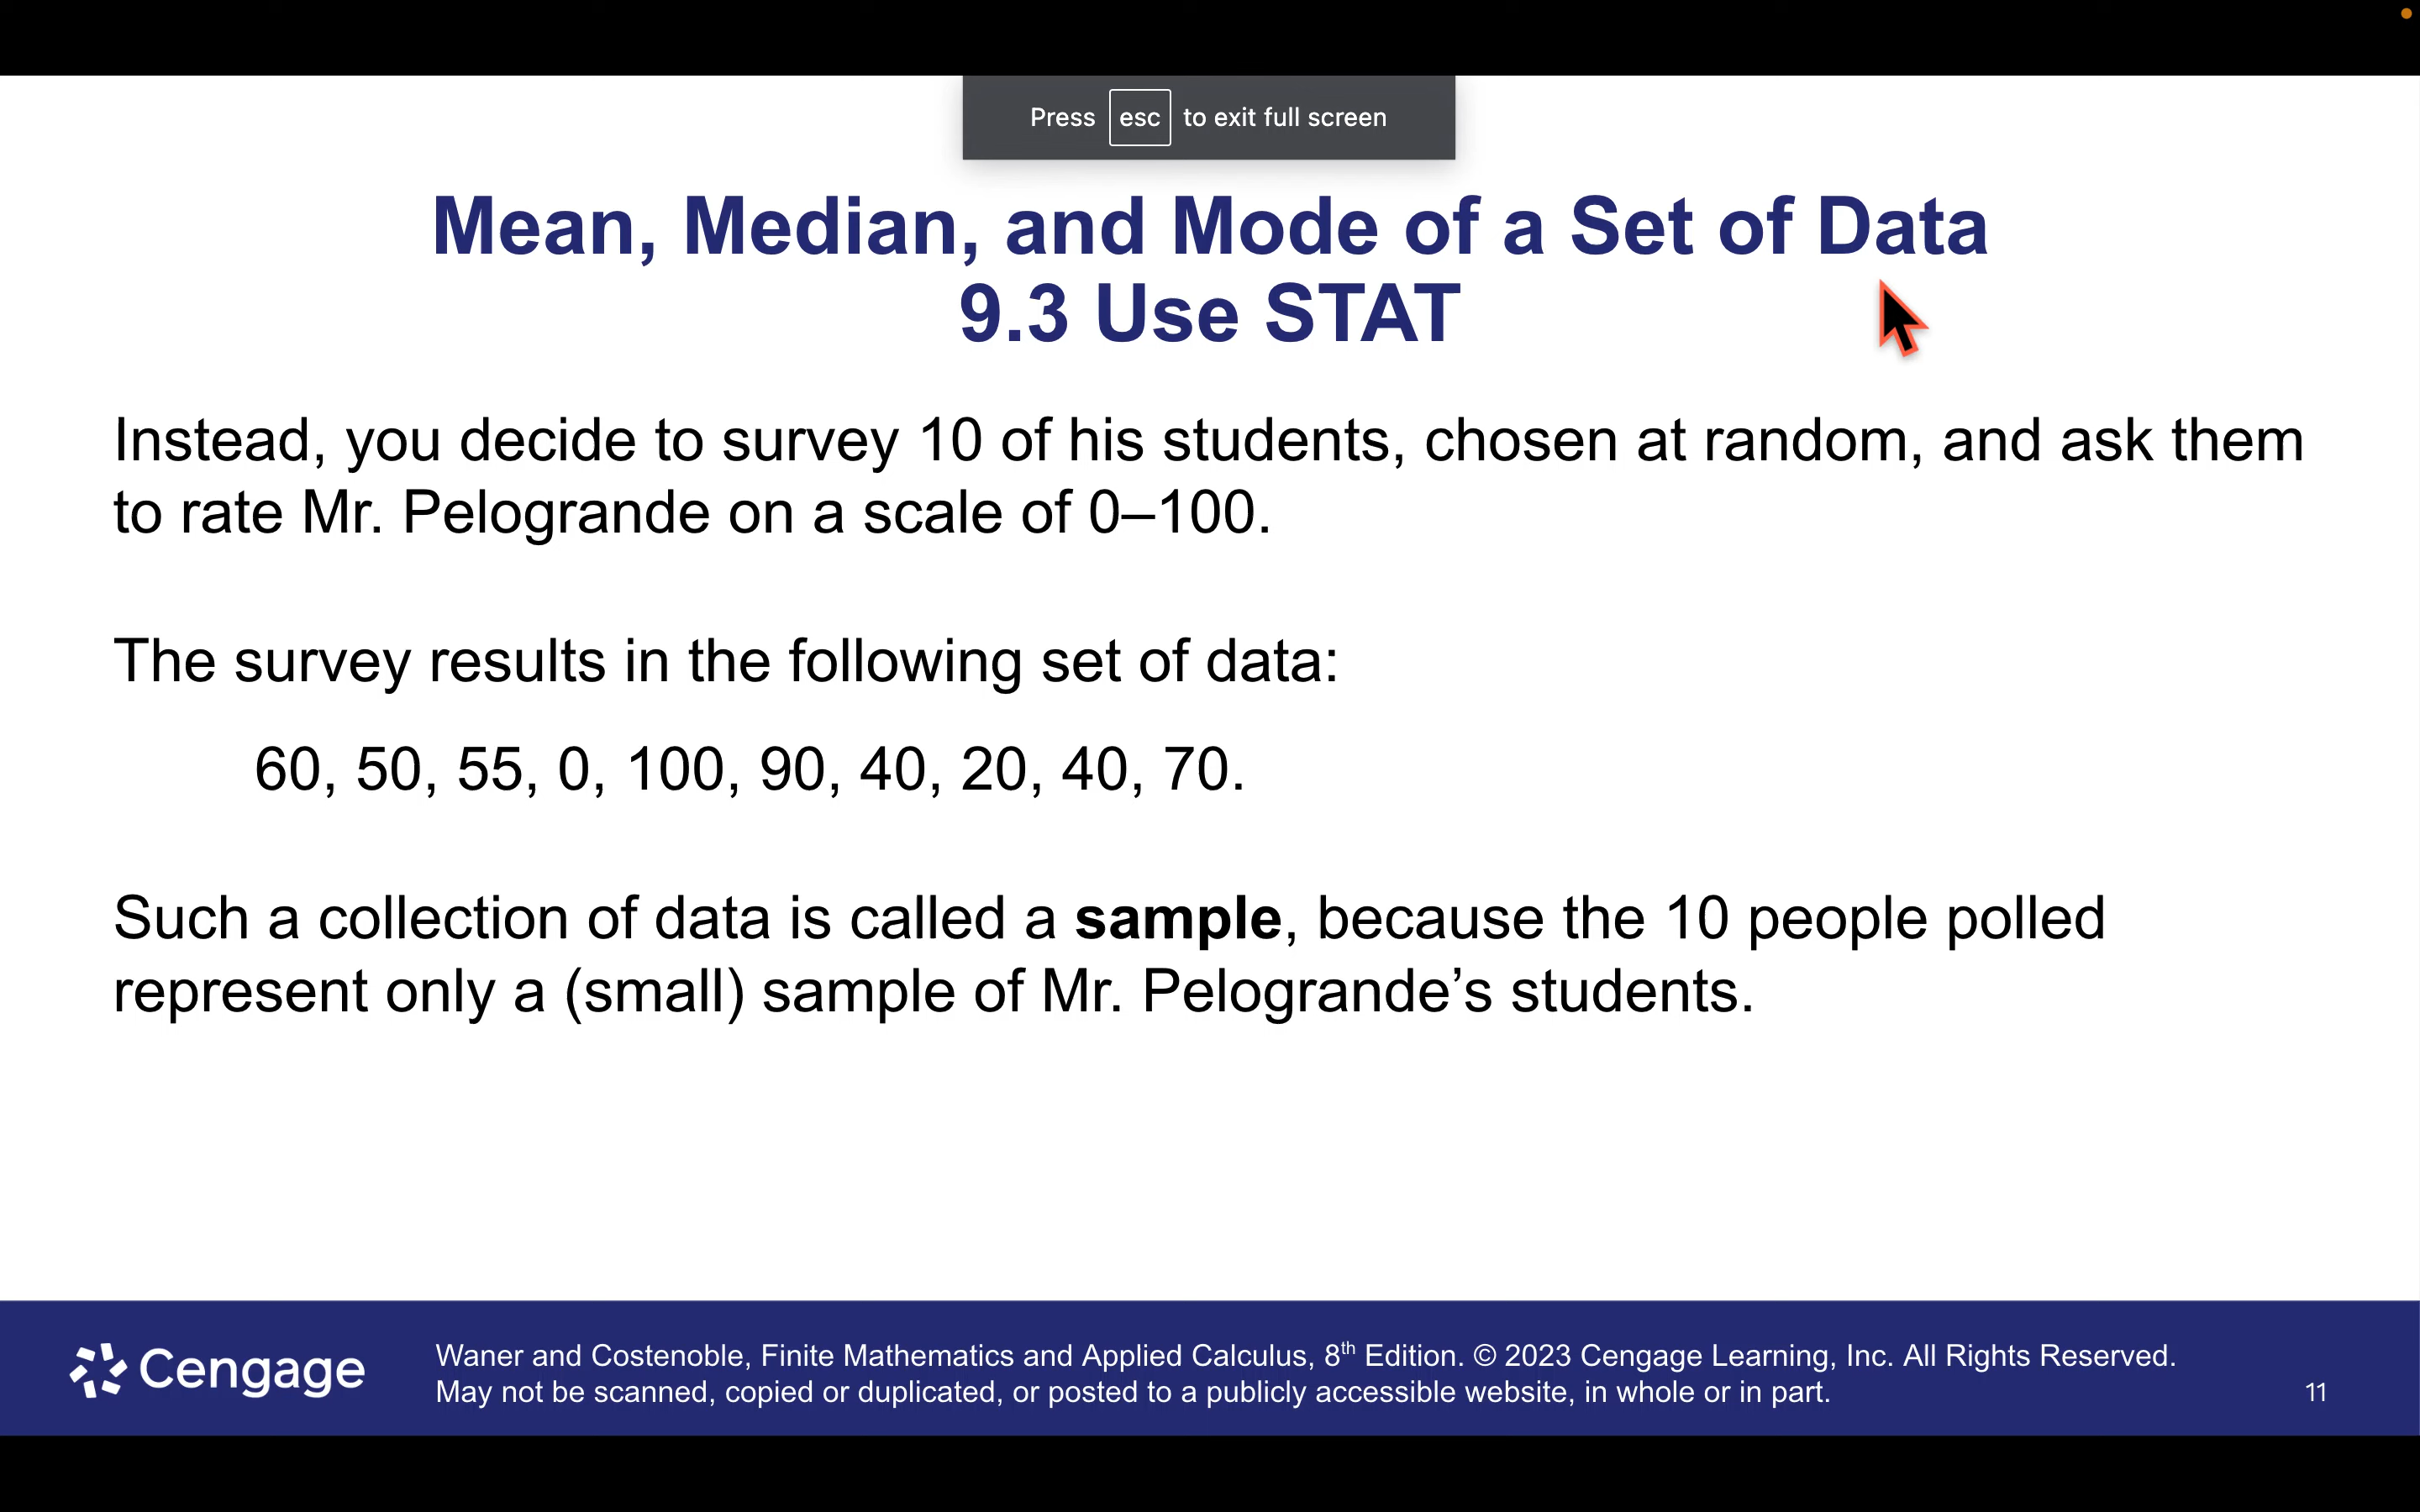 Press esc to exit full screen
Mean, Median, and Mode of a Set of Data
9.3 Use STAT
Instead, you decide to survey 10 of his students, chosen at random, and ask them
to rate Mr. Pelogrande on a scale of 0–100.
The survey results in the following set of data:
60, 50, 55, 0, 100, 90, 40, 20, 40, 70.
Such a collection of data is called a sample, because the 10 people polled
represent only a (small) sample of Mr. Pelogrande’s students.
Cengage
Waner and Costenoble, Finite Mathematics and Applied Calculus, 8th Edition. © 2023 Cengage Learning, Inc. All Rights Reserved.
May not be scanned, copied or duplicated, or posted to a publicly accessible website, in whole or in part.
11